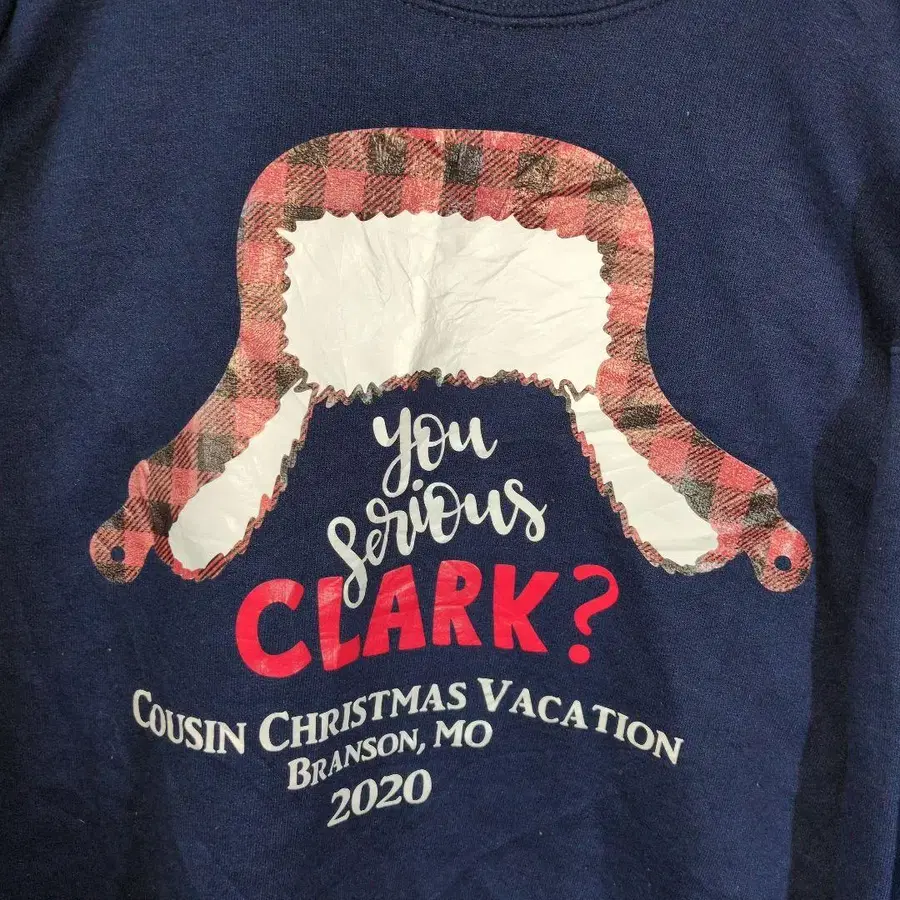 you
serious
CLARK?
COUSIN CHRISTMAS VACATION
BRANSON, MO
2020